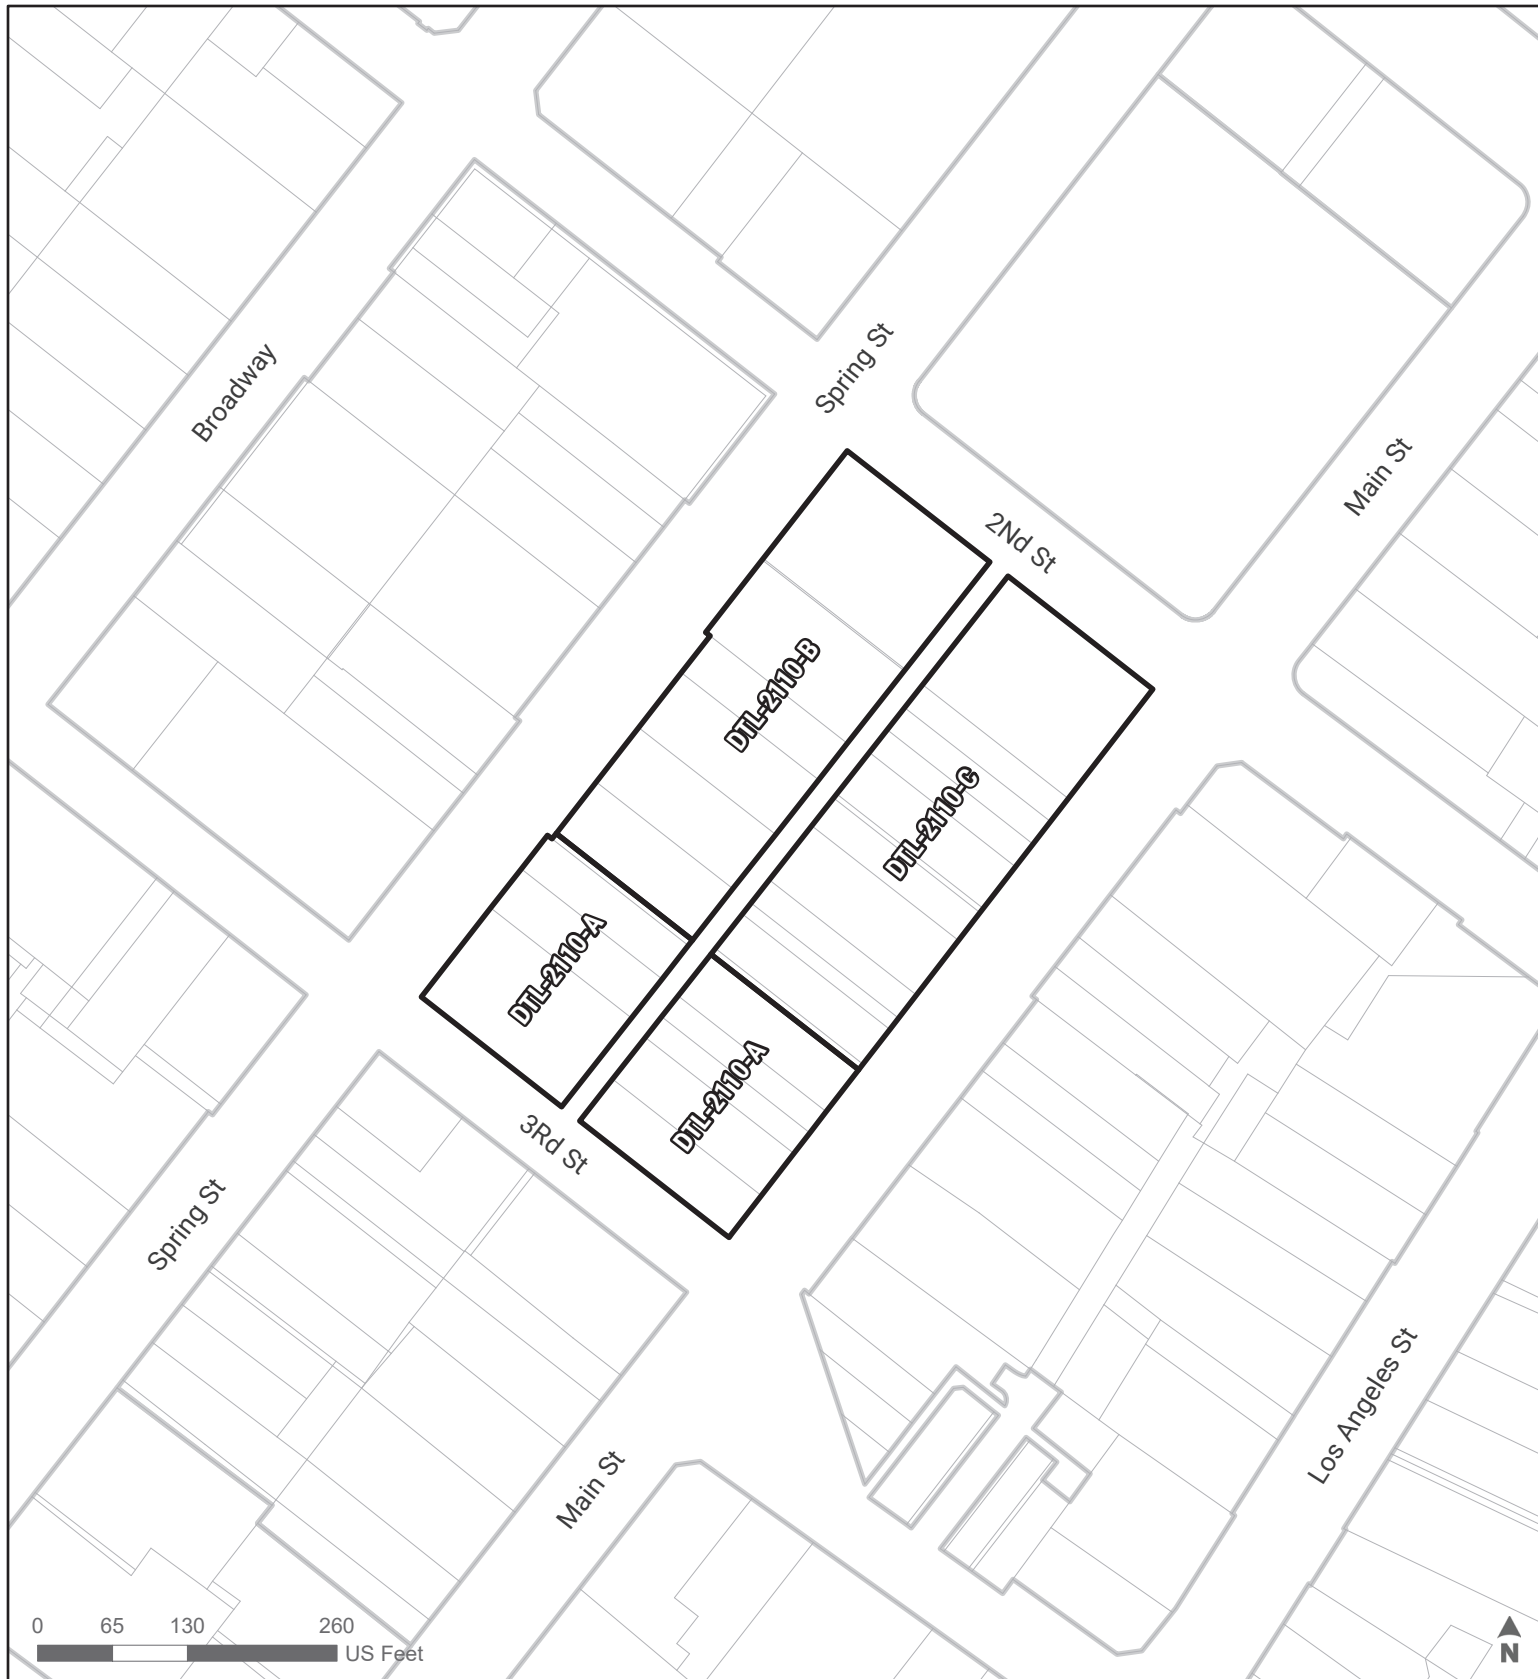 Broadway
Spring St
Main St
2Nd St
DTL-2110-B
DTL-2110-C
DTL-2110-A
DTL-2110-A
3Rd St
Spring St
Main St
Los Angeles St
0 65 130 260
US Feet
N